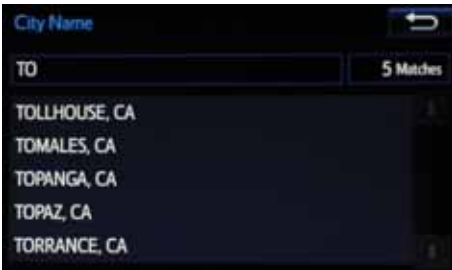 City Name
TO
5 Matches
TOLLHOUSE, CA
TOMALES, CA
TOPANGA, CA
TOPAZ, CA
TORRANCE, CA